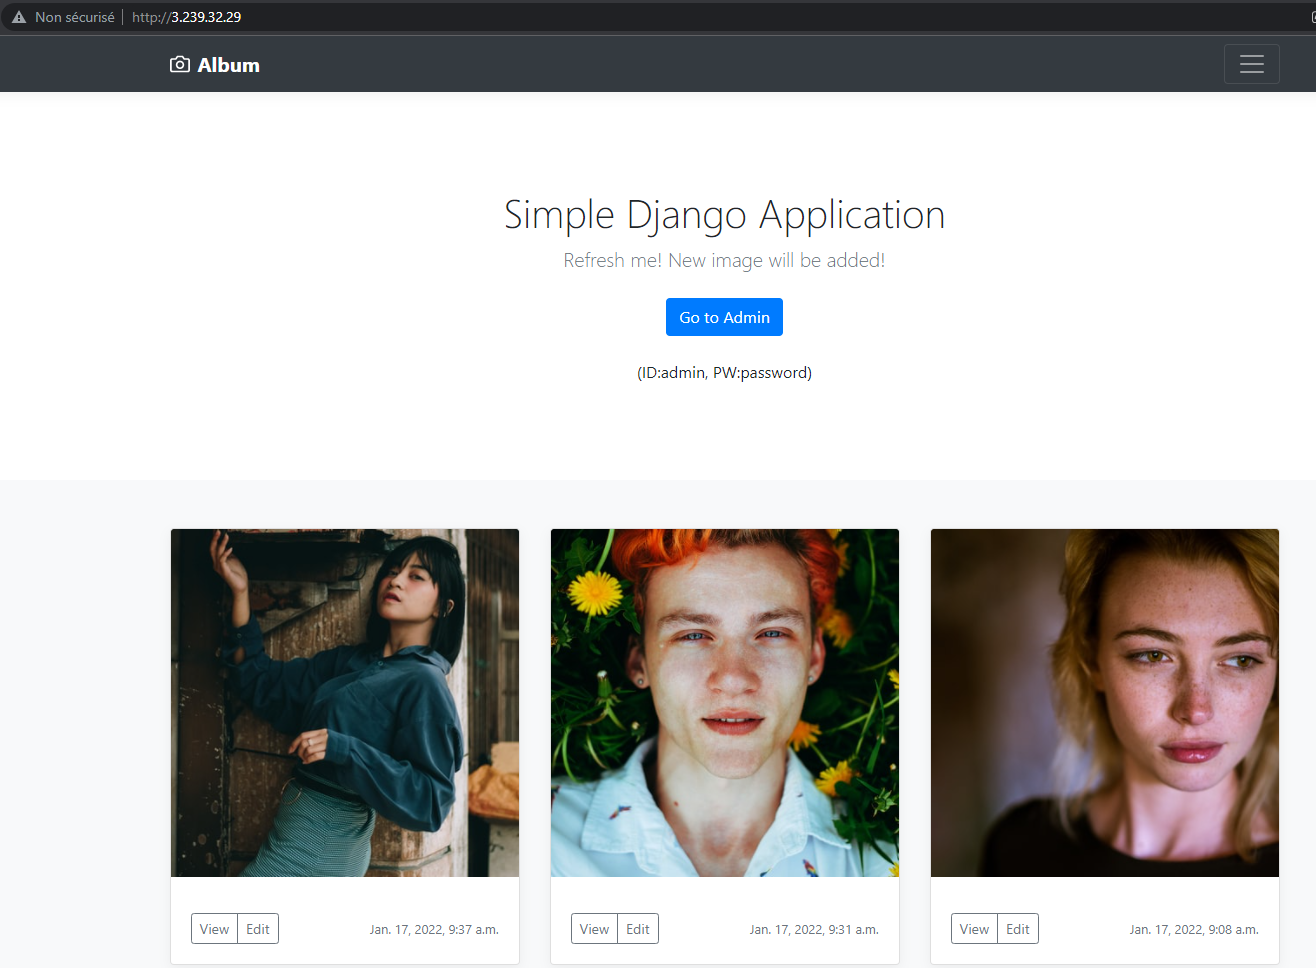 Non sécurisé http://3.239.32.29
Album
Simple Django Application
Refresh me! New image will be added!
Go to Admin
(ID:admin, PW:password)
View Edit Jan. 17, 2022, 9:37 a.m.
View Edit Jan. 17, 2022, 9:31 a.m.
View Edit Jan. 17, 2022, 9:08 a.m.